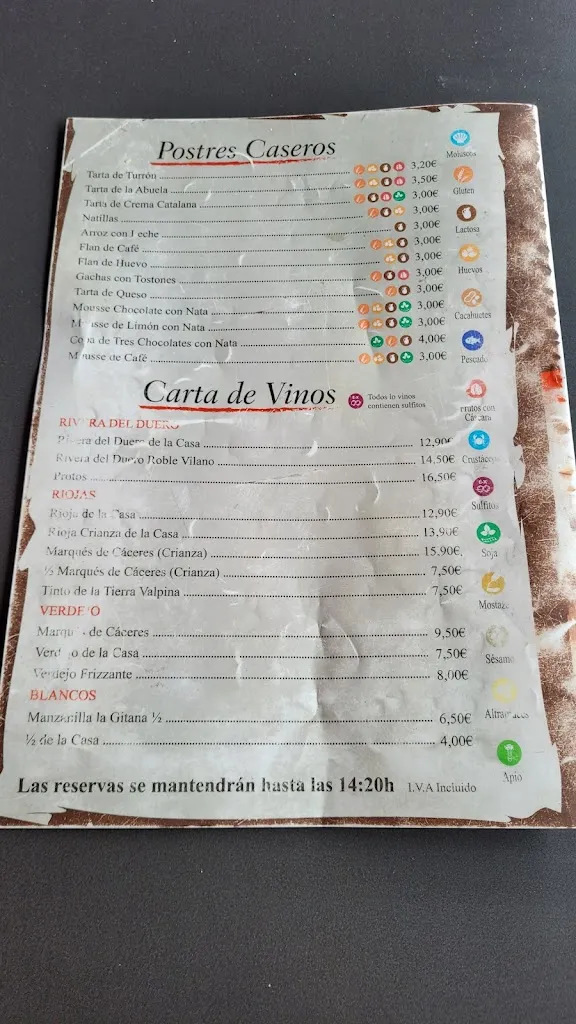 Postres Caseros
Tarta de Turrón 3,20€
Tarta de la Abuela 3,50€
Tarta de Crema Catalana 3,00€
Natillas 3,00€
Arroz con Leche 3,00€
Flan de Café 3,00€
Flan de Huevo 3,00€
Gachas con Tostones 3,00€
Tarta de Queso 3,00€
Mousse Chocolate con Nata 3,00€
Mousse de Limón con Nata 3,00€
Copa de Tres Chocolates con Nata 4,00€
Mousse de Café 3,00€
Carta de Vinos
Todos lo vinos
contienen sulfitos
RIVERA DEL DUERO
Rivera del Duero de la Casa 12,90€
Rivera del Duero Roble Vilano 14,50€
Protos 16,50€
RIOJAS
Rioja de la Casa 12,90€
Rioja Crianza de la Casa 13,90€
Marqués de Cáceres (Crianza) 15,90€
½ Marqués de Cáceres (Crianza) 7,50€
Tinto de la Tierra Valpina 7,50€
VERDEJO
Marqués de Cáceres 9,50€
Verdejo de la Casa 7,50€
Verdejo Frizzante 8,00€
BLANCOS
Manzanilla la Gitana ½ 6,50€
½ de la Casa 4,00€
Las reservas se mantendrán hasta las 14:20h I.V.A Incluido
Moluscos
Gluten
Lactosa
Huevos
Cacahuetes
Pescado
Frutos con
Cáscara
Crustáceos
Sulfitos
Soja
Mostaza
Sésamo
Altramuces
Apio